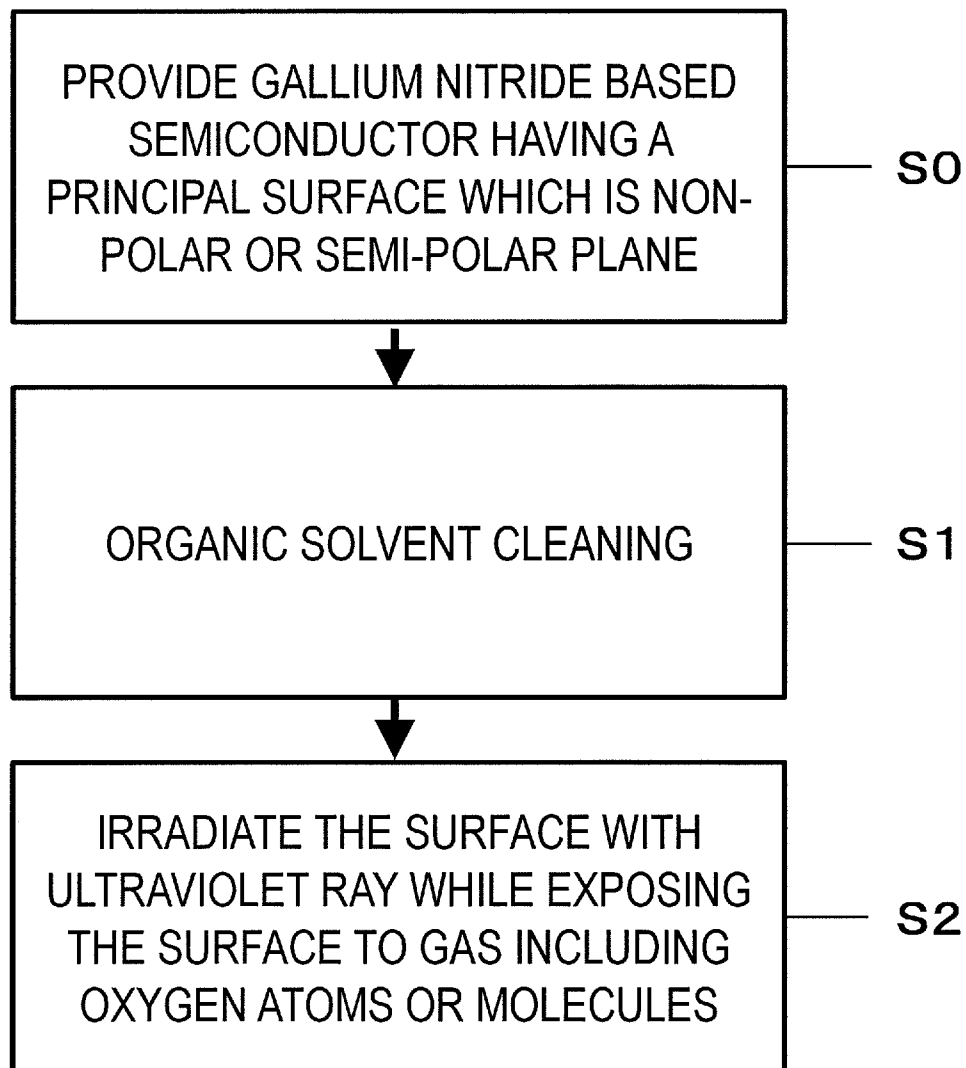 PROVIDE GALLIUM NITRIDE BASED
SEMICONDUCTOR HAVING A
PRINCIPAL SURFACE WHICH IS NON-
POLAR OR SEMI-POLAR PLANE
S0
ORGANIC SOLVENT CLEANING
S1
IRRADIATE THE SURFACE WITH
ULTRAVIOLET RAY WHILE EXPOSING
THE SURFACE TO GAS INCLUDING
OXYGEN ATOMS OR MOLECULES
S2